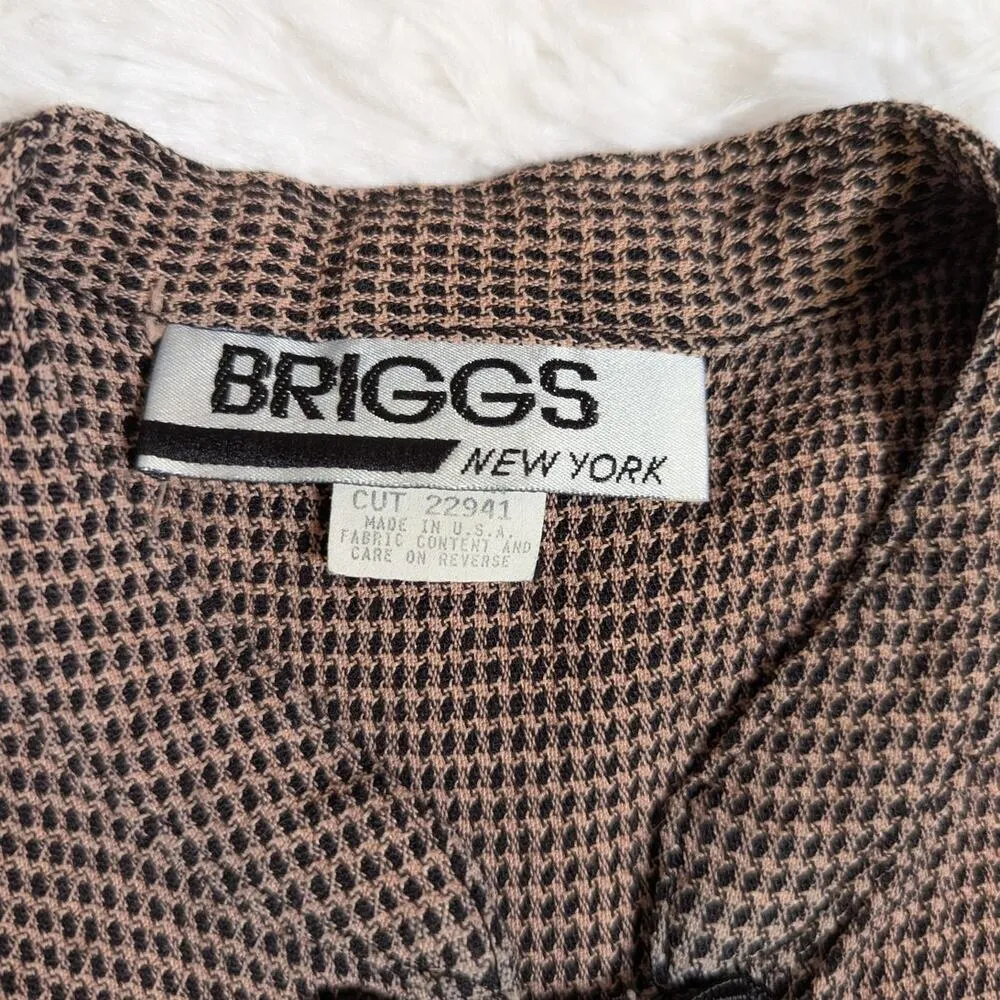 BRIGGS
NEW YORK
CUT 22941
MADE IN U.S.A.
FABRIC CONTENT AND
CARE ON REVERSE